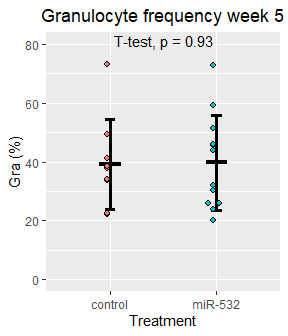 Granulocyte frequency week 5
T-test, p = 0.93
Gra (%)
80
60
40
20
0
control miR-532
Treatment